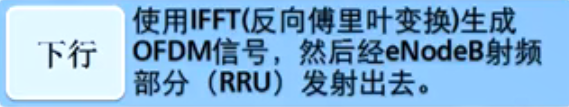 下行
使用IFFT(反向傅里叶变换)生成
OFDM信号，然后经eNodeB射频
部分（RRU）发射出去。